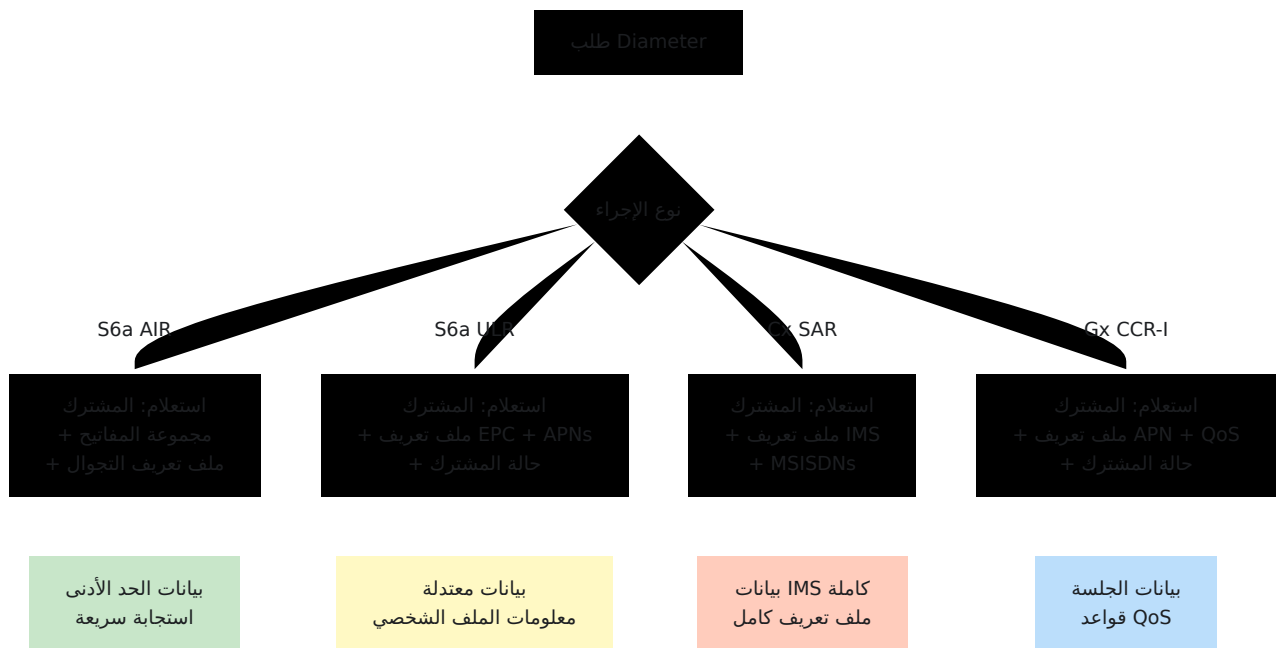 طلب Diameter
نوع الإجراء
S6a AIR
S6a ULR
Cx SAR
Gx CCR-I
استعلام: المشترك
+ مجموعة المفاتيح
+ ملف تعريف التجوال
استعلام: المشترك
+ ملف تعريف EPC + APNs
+ حالة المشترك
استعلام: المشترك
+ ملف تعريف IMS
+ MSISDNs
استعلام: المشترك
+ ملف تعريف APN + QoS
+ حالة المشترك
بيانات الحد الأدنى
استجابة سريعة
بيانات معتدلة
معلومات الملف الشخصي
بيانات IMS كاملة
ملف تعريف كامل
بيانات الجلسة
قواعد QoS